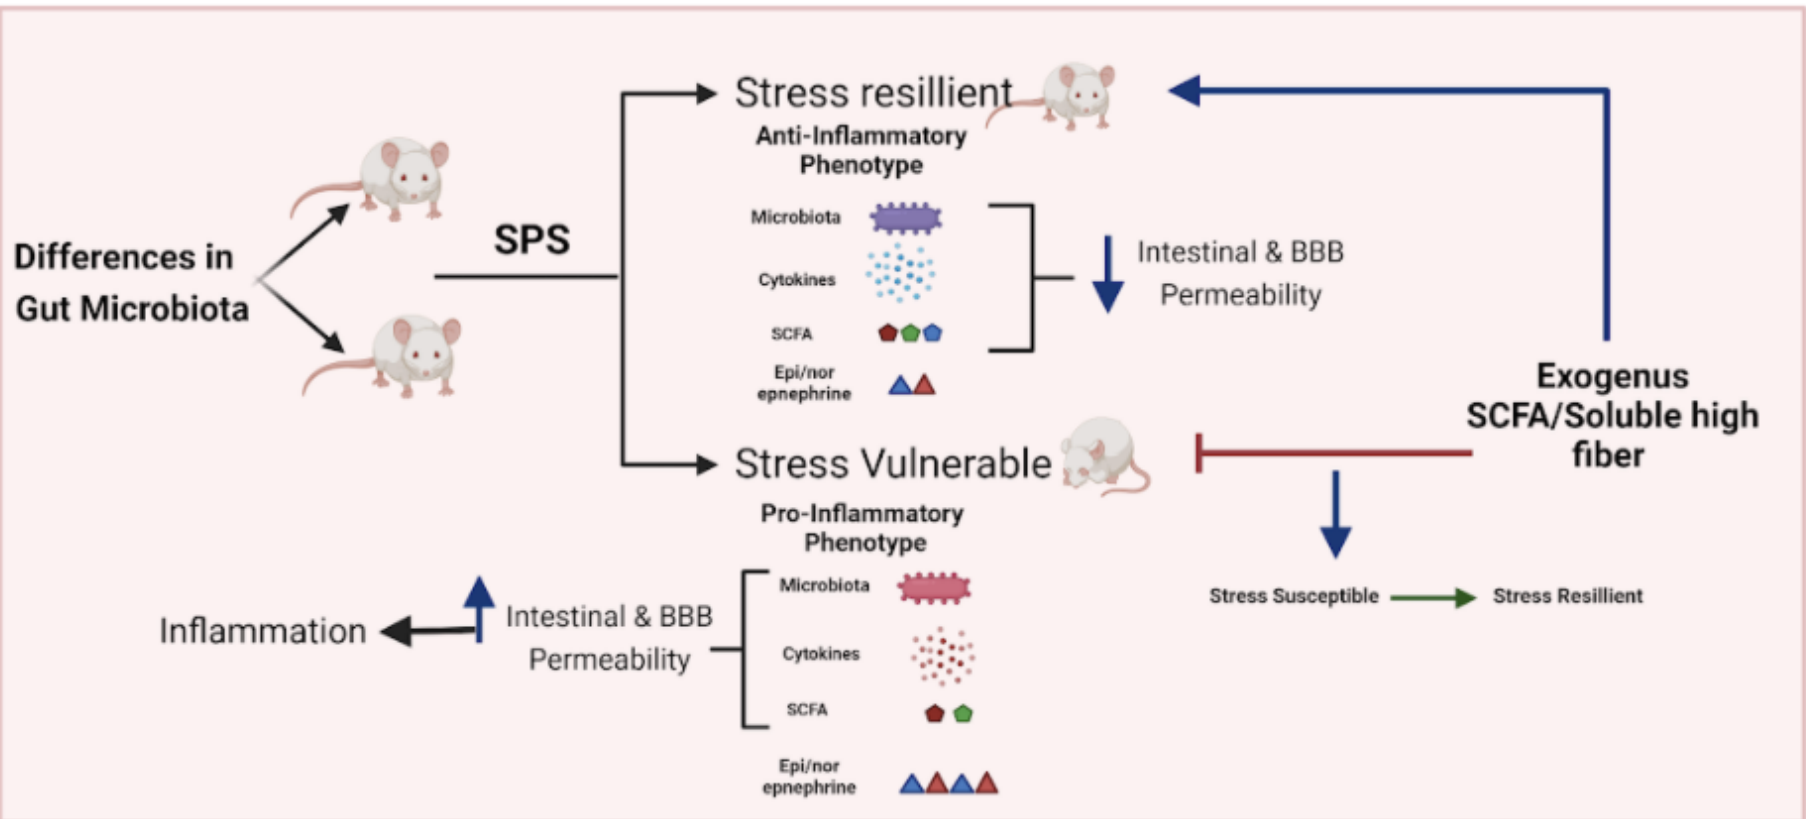 Differences in
Gut Microbiota
SPS
Stress resillient
Anti-Inflammatory
Phenotype
Microbiota
Cytokines
SCFA
Epi/nor
epnephrine
Intestinal & BBB
Permeability
Exogenus
SCFA/Soluble high
fiber
Stress Vulnerable
Pro-Inflammatory
Phenotype
Microbiota
Cytokines
SCFA
Epi/nor
epnephrine
Intestinal & BBB
Permeability
Inflammation
Stress Susceptible
Stress Resillient